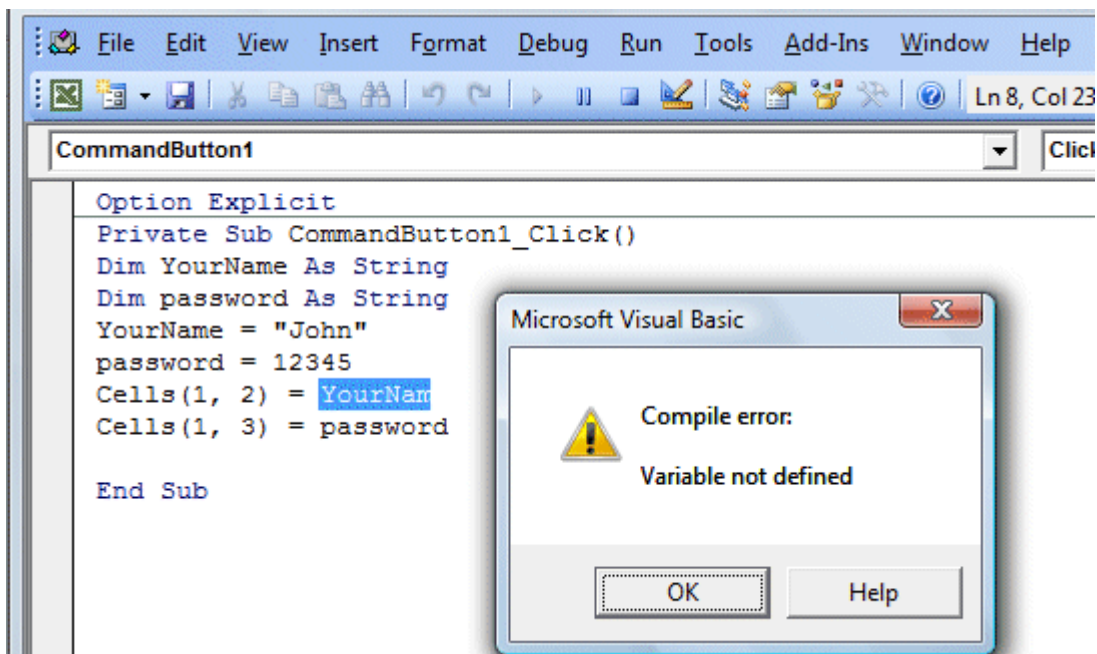 File Edit View Insert Format Debug Run Tools Add-Ins Window Help
Ln 8, Col 23
CommandButton1 Click
Option Explicit
Private Sub CommandButton1_Click()
Dim YourName As String
Dim password As String
YourName = "John"
password = 12345
Cells(1, 2) = YourNam
Cells(1, 3) = password
End Sub
Microsoft Visual Basic
Compile error:
Variable not defined
OK Help